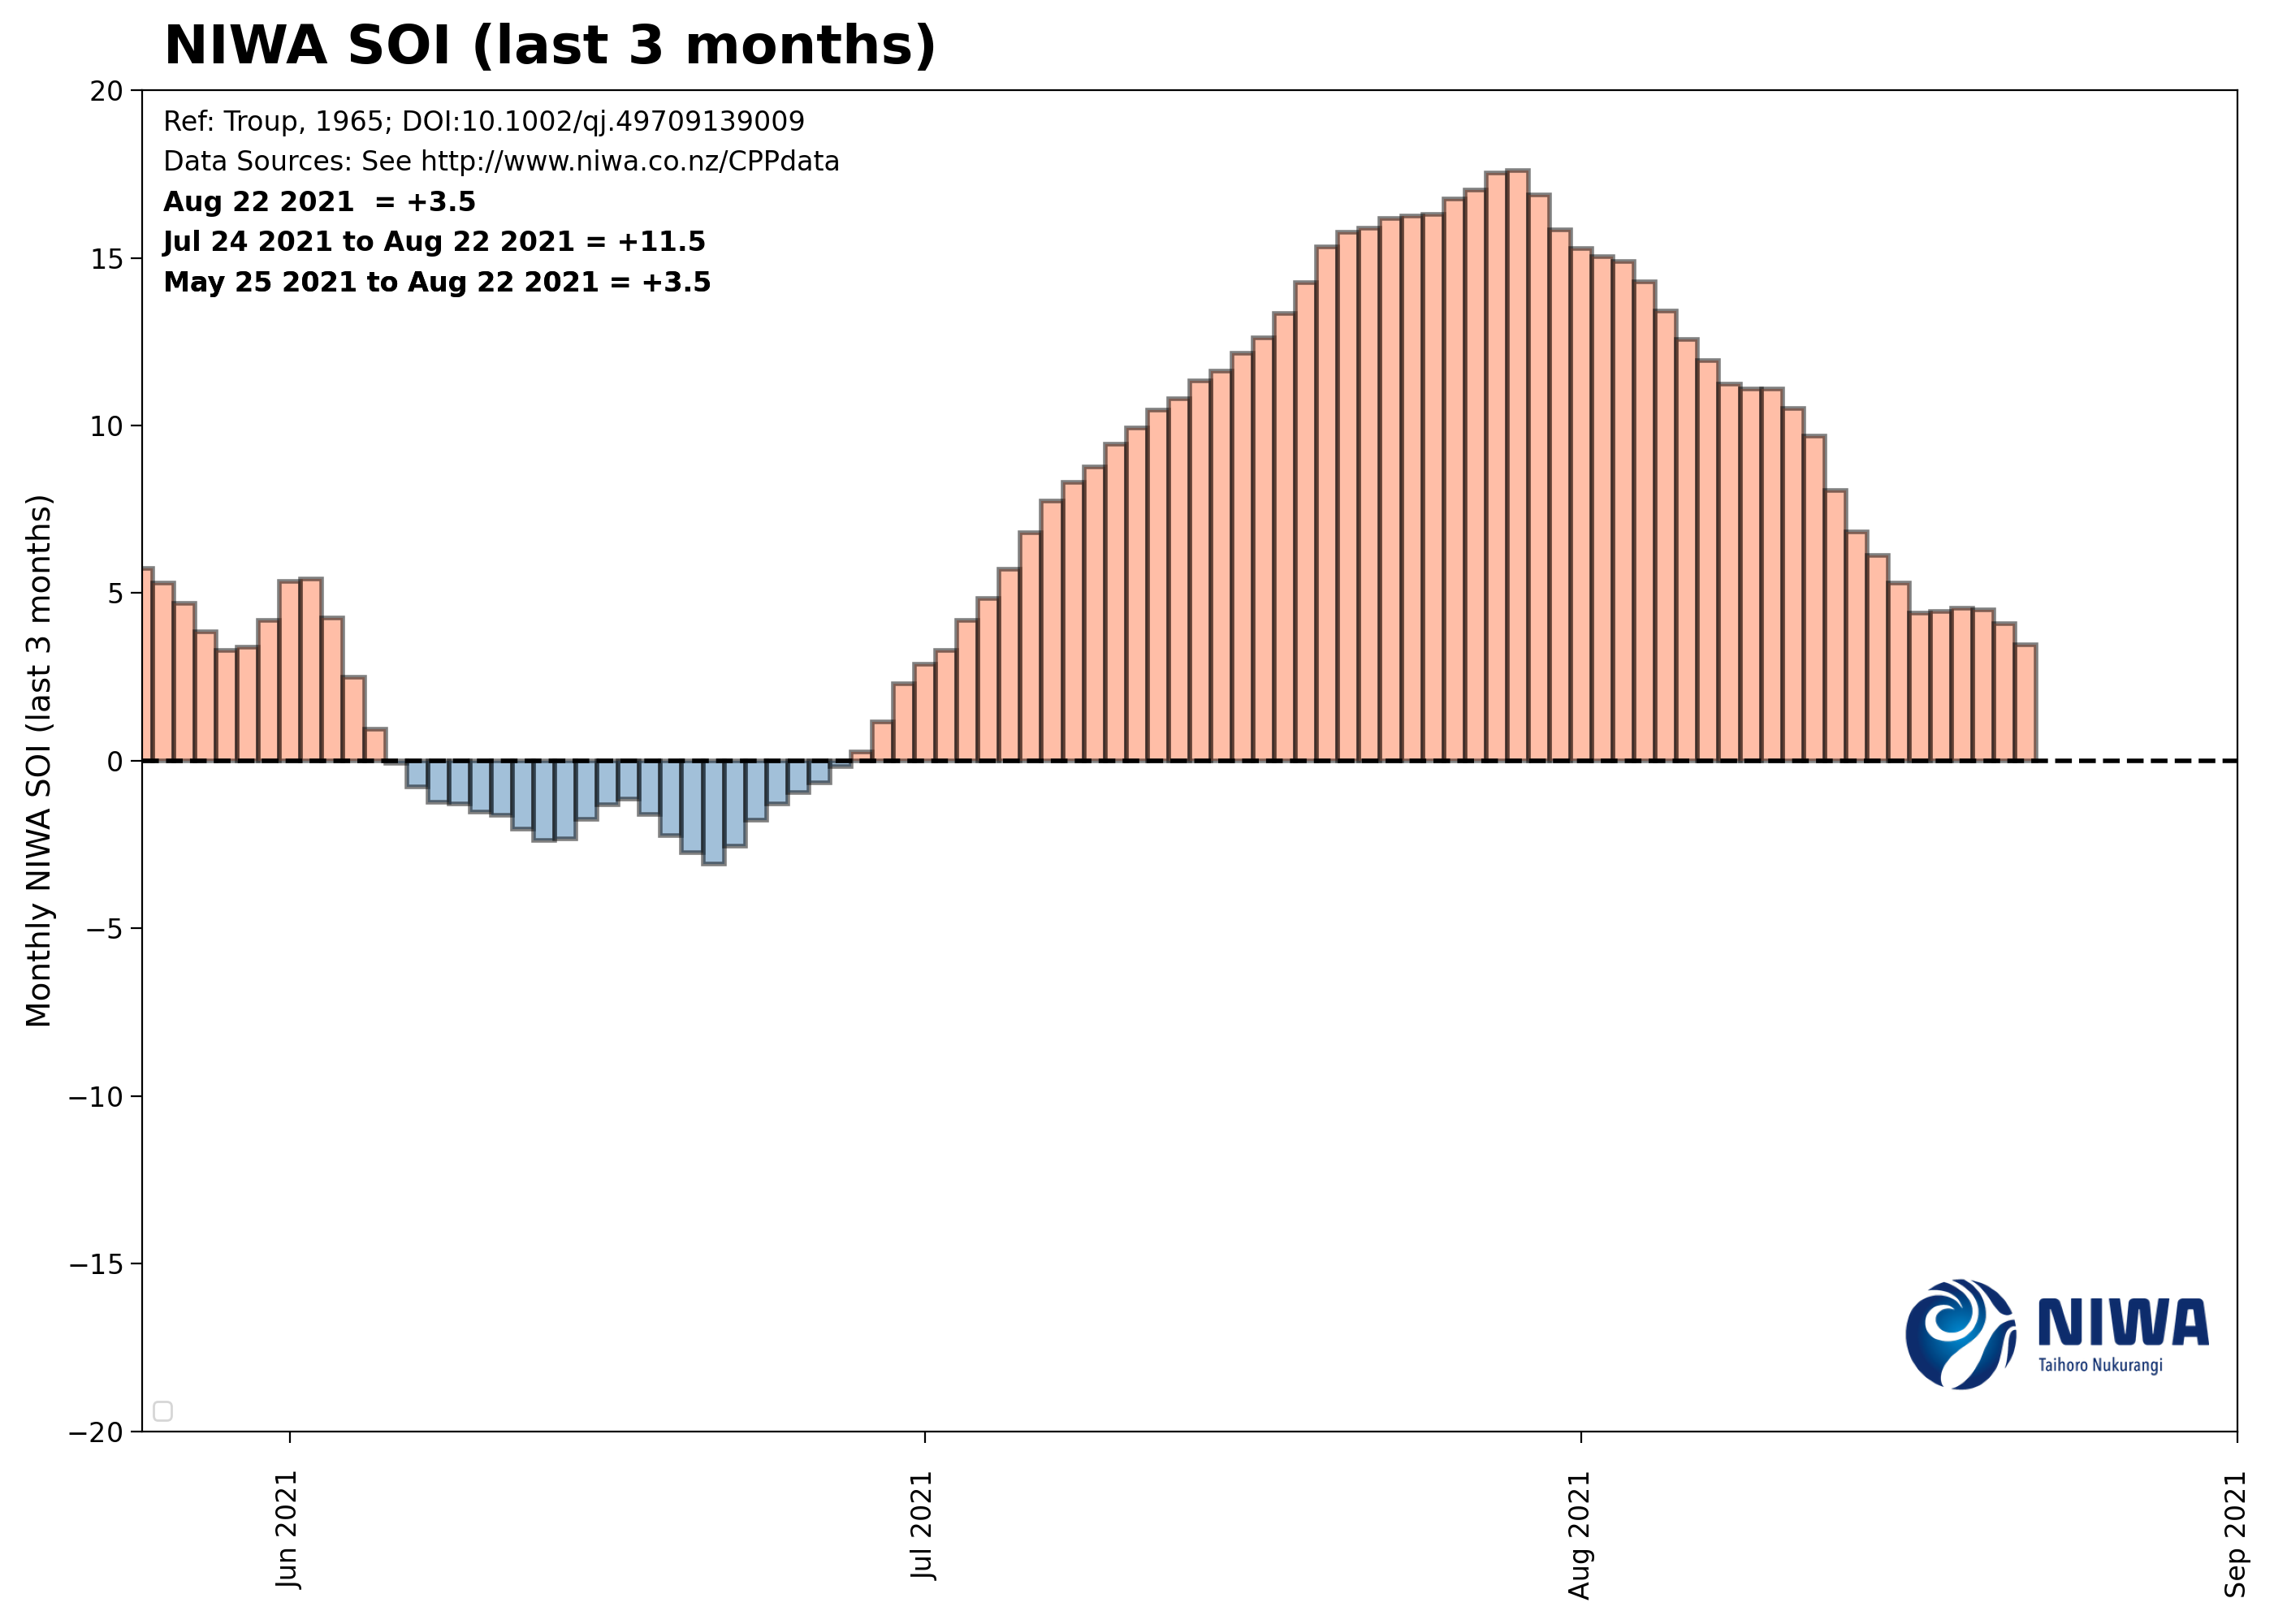 NIWA SOI (last 3 months)
Ref: Troup, 1965; DOI:10.1002/qj.49709139009
Data Sources: See http://www.niwa.co.nz/CPPdata
Aug 22 2021  = +3.5
Jul 24 2021 to Aug 22 2021 = +11.5
May 25 2021 to Aug 22 2021 = +3.5
Monthly NIWA SOI (last 3 months)
20
15
10
5
0
−5
−10
−15
−20
Jun 2021
Jul 2021
Aug 2021
Sep 2021
NIWA
Taihoro Nukurangi